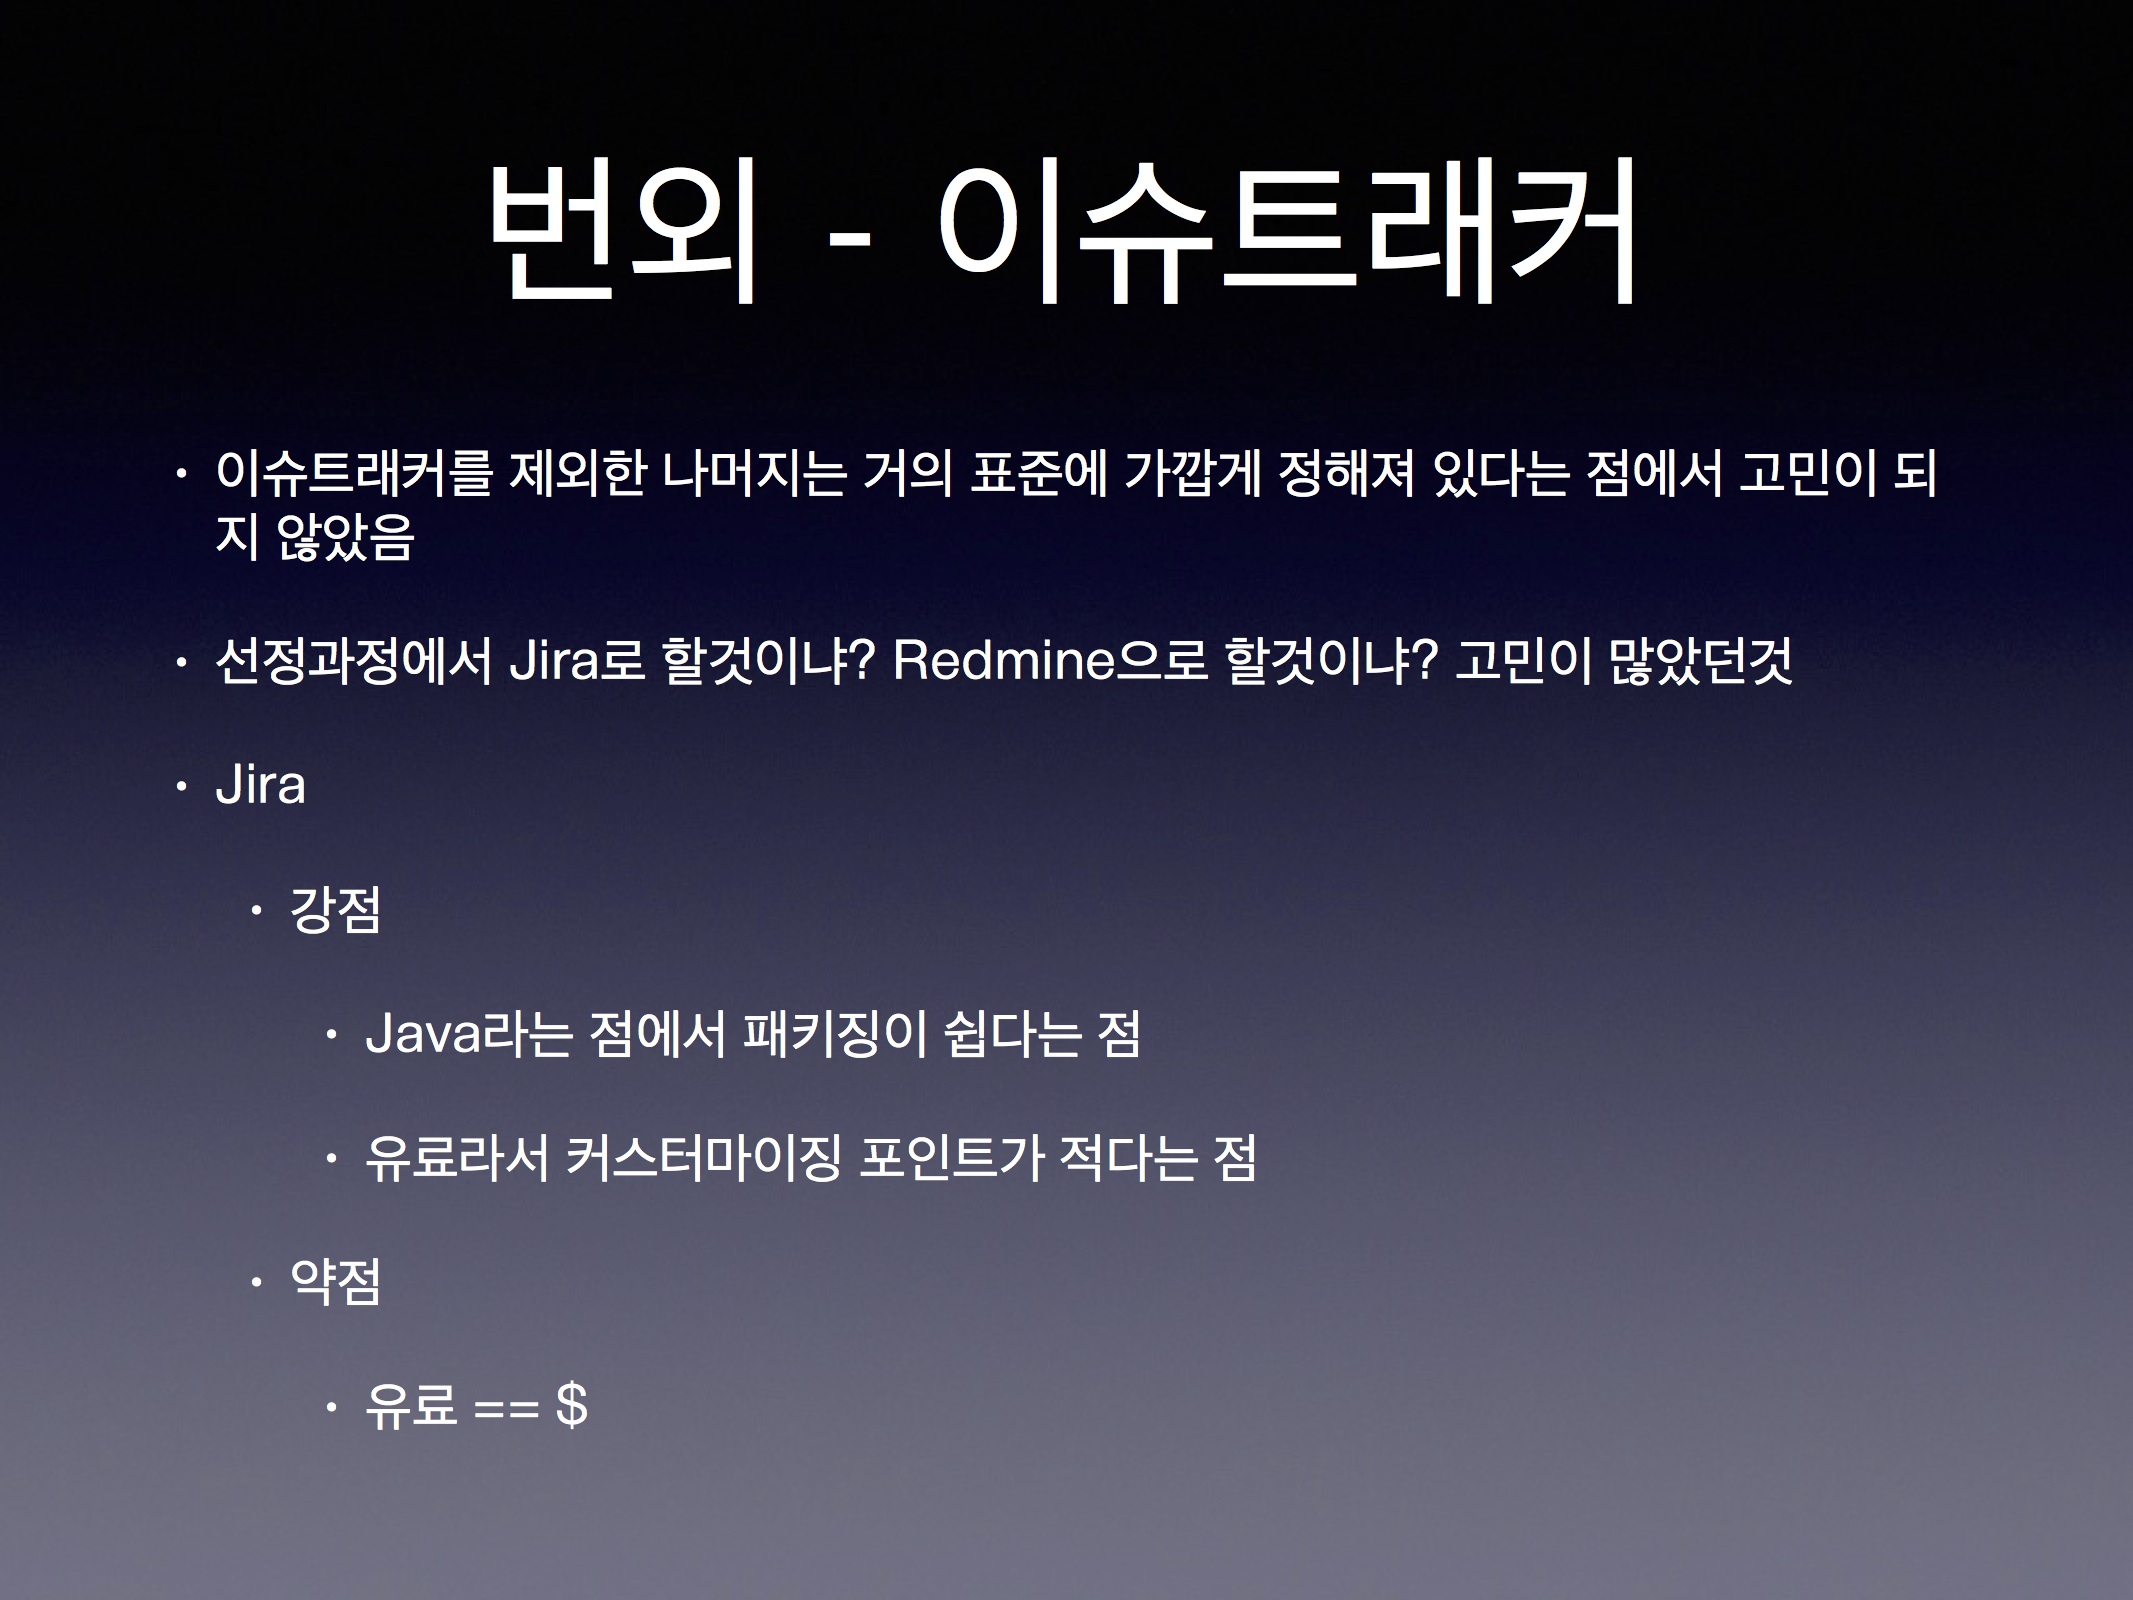 번외 - 이슈트래커
• 이슈트래커를 제외한 나머지는 거의 표준에 가깝게 정해져 있다는 점에서 고민이 되
지 않았음
• 선정과정에서 Jira로 할것이냐? Redmine으로 할것이냐? 고민이 많았던것
• Jira
• 강점
• Java라는 점에서 패키징이 쉽다는 점
• 유료라서 커스터마이징 포인트가 적다는 점
• 약점
• 유료 == $